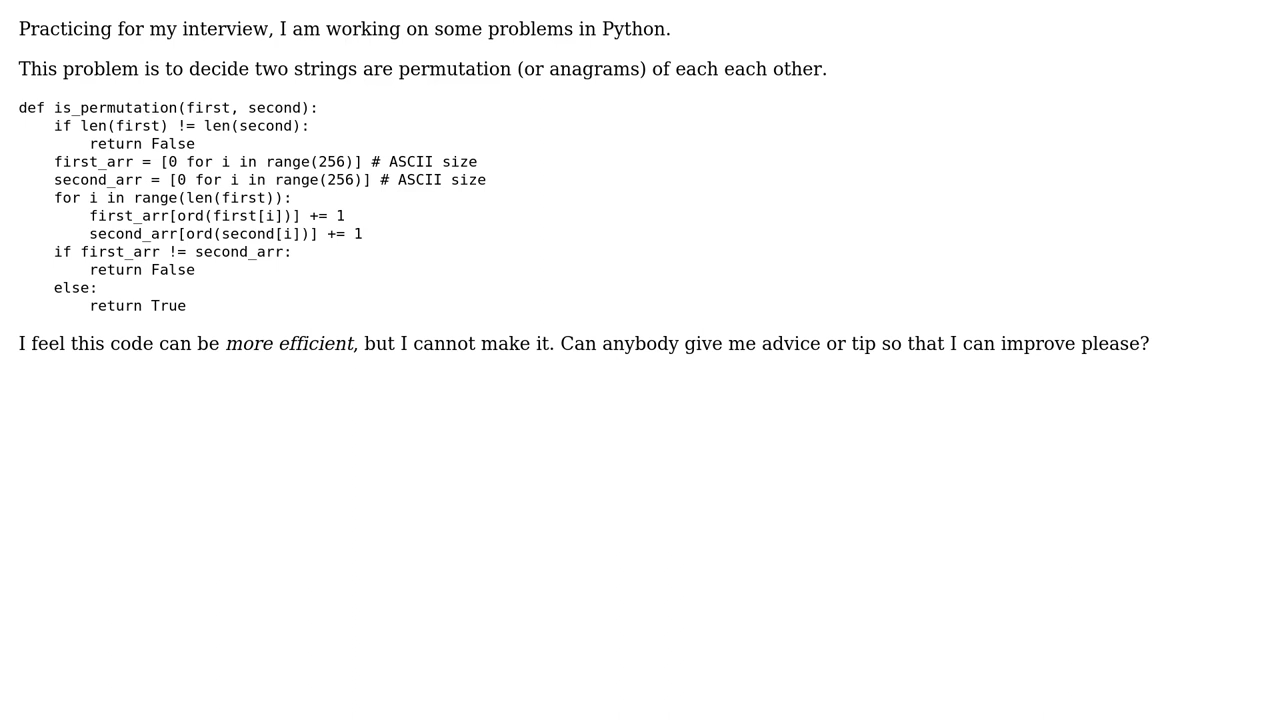 Practicing for my interview, I am working on some problems in Python.
This problem is to decide two strings are permutation (or anagrams) of each each other.
def is_permutation(first, second):
    if len(first) != len(second):
        return False
    first_arr = [0 for i in range(256)] # ASCII size
    second_arr = [0 for i in range(256)] # ASCII size
    for i in range(len(first)):
        first_arr[ord(first[i])] += 1
        second_arr[ord(second[i])] += 1
    if first_arr != second_arr:
        return False
    else:
        return True
I feel this code can be more efficient, but I cannot make it. Can anybody give me advice or tip so that I can improve please?